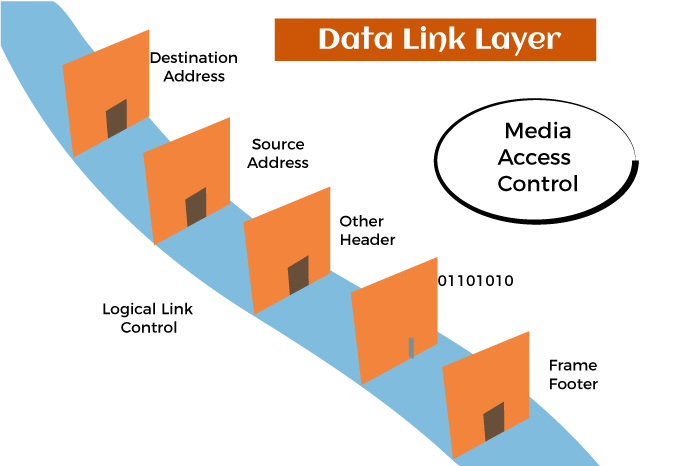 Data Link Layer
Destination
Address
Media
Access
Control
Source
Address
Other
Header
01101010
Logical Link
Control
Frame
Footer